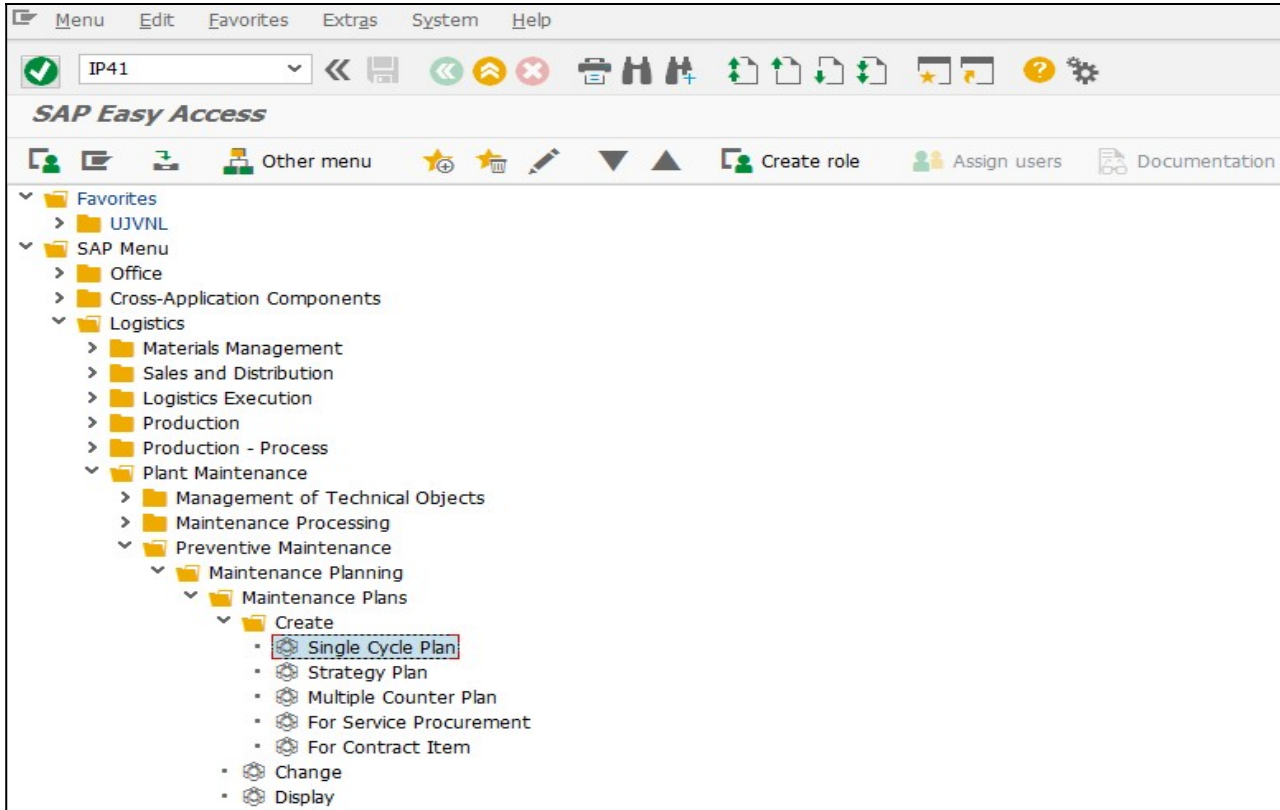 Menu Edit Favorites Extras System Help
IP41
SAP Easy Access
Other menu Create role Assign users Documentation
Favorites
UJVNL
SAP Menu
Office
Cross-Application Components
Logistics
Materials Management
Sales and Distribution
Logistics Execution
Production
Production - Process
Plant Maintenance
Management of Technical Objects
Maintenance Processing
Preventive Maintenance
Maintenance Planning
Maintenance Plans
Create
Single Cycle Plan
Strategy Plan
Multiple Counter Plan
For Service Procurement
For Contract Item
Change
Display